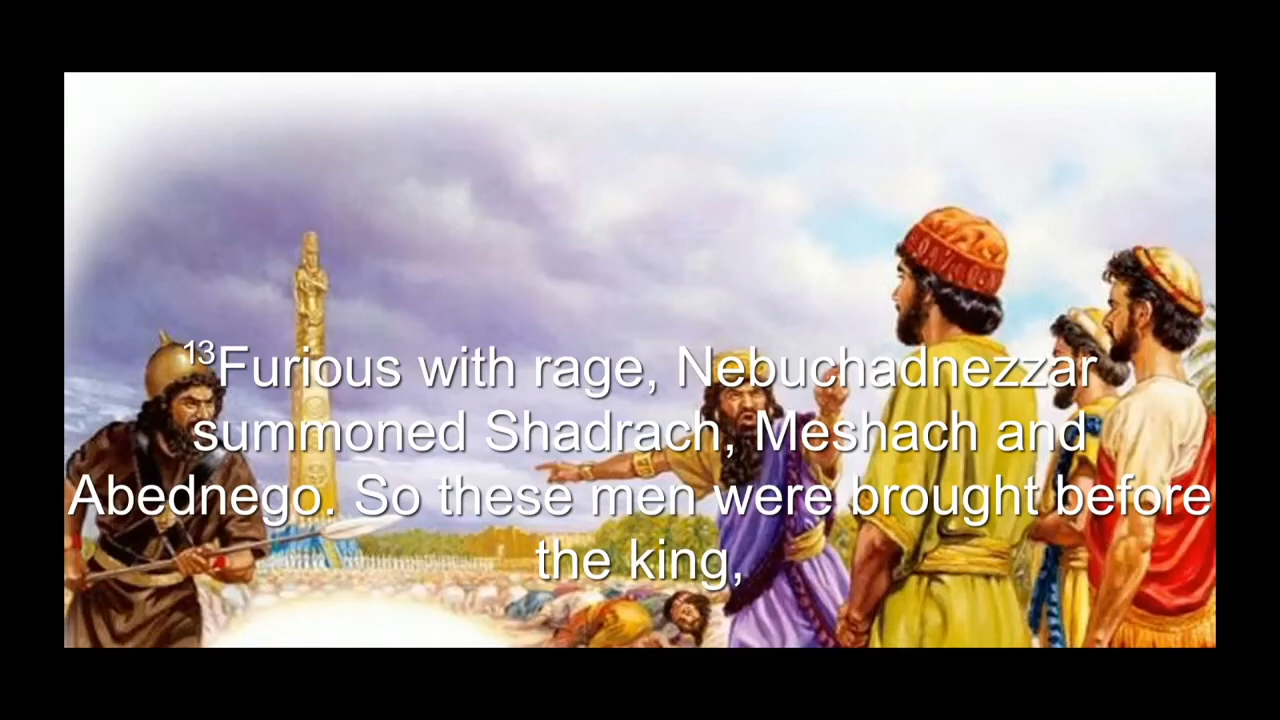 ¹³Furious with rage, Nebuchadnezzar
summoned Shadrach, Meshach and
Abednego. So these men were brought before
the king,